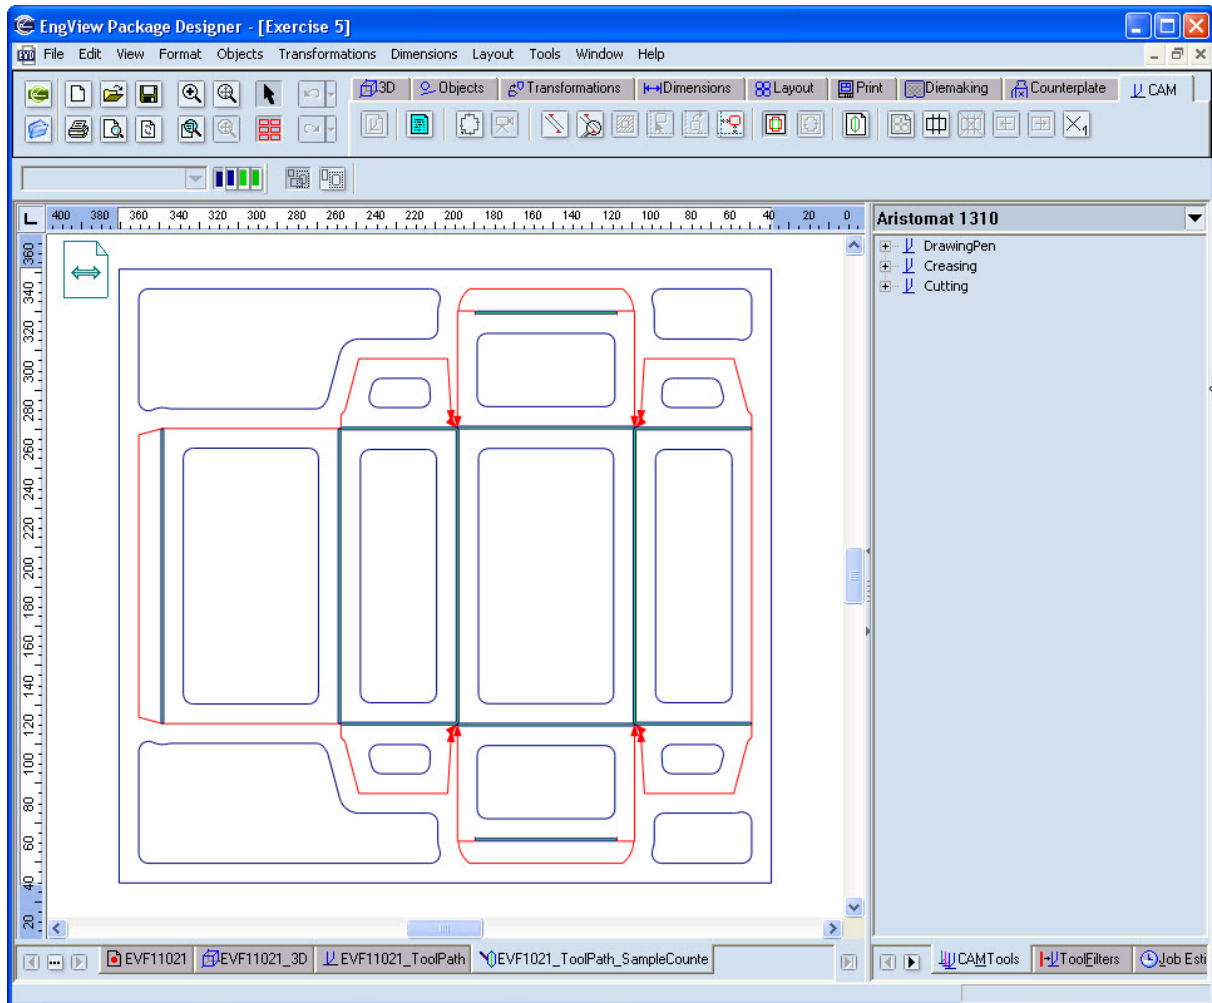 EngView Package Designer - [Exercise 5]
File Edit View Format Objects Transformations Dimensions Layout Tools Window Help
3D Objects Transformations Dimensions Layout Print Diemaking Counterplate CAM
400 380 360 340 320 300 280 260 240 220 200 180 160 140 120 100 80 60 40 20 0
Aristomat 1310
DrawingPen
Creasing
Cutting
360
340
320
300
280
260
240
220
200
180
160
140
120
100
80
60
40
20
EVF11021 EVF11021_3D EVF11021_ToolPath EVF1021_ToolPath_SampleCounte
CAMTools ToolFilters Job Esti